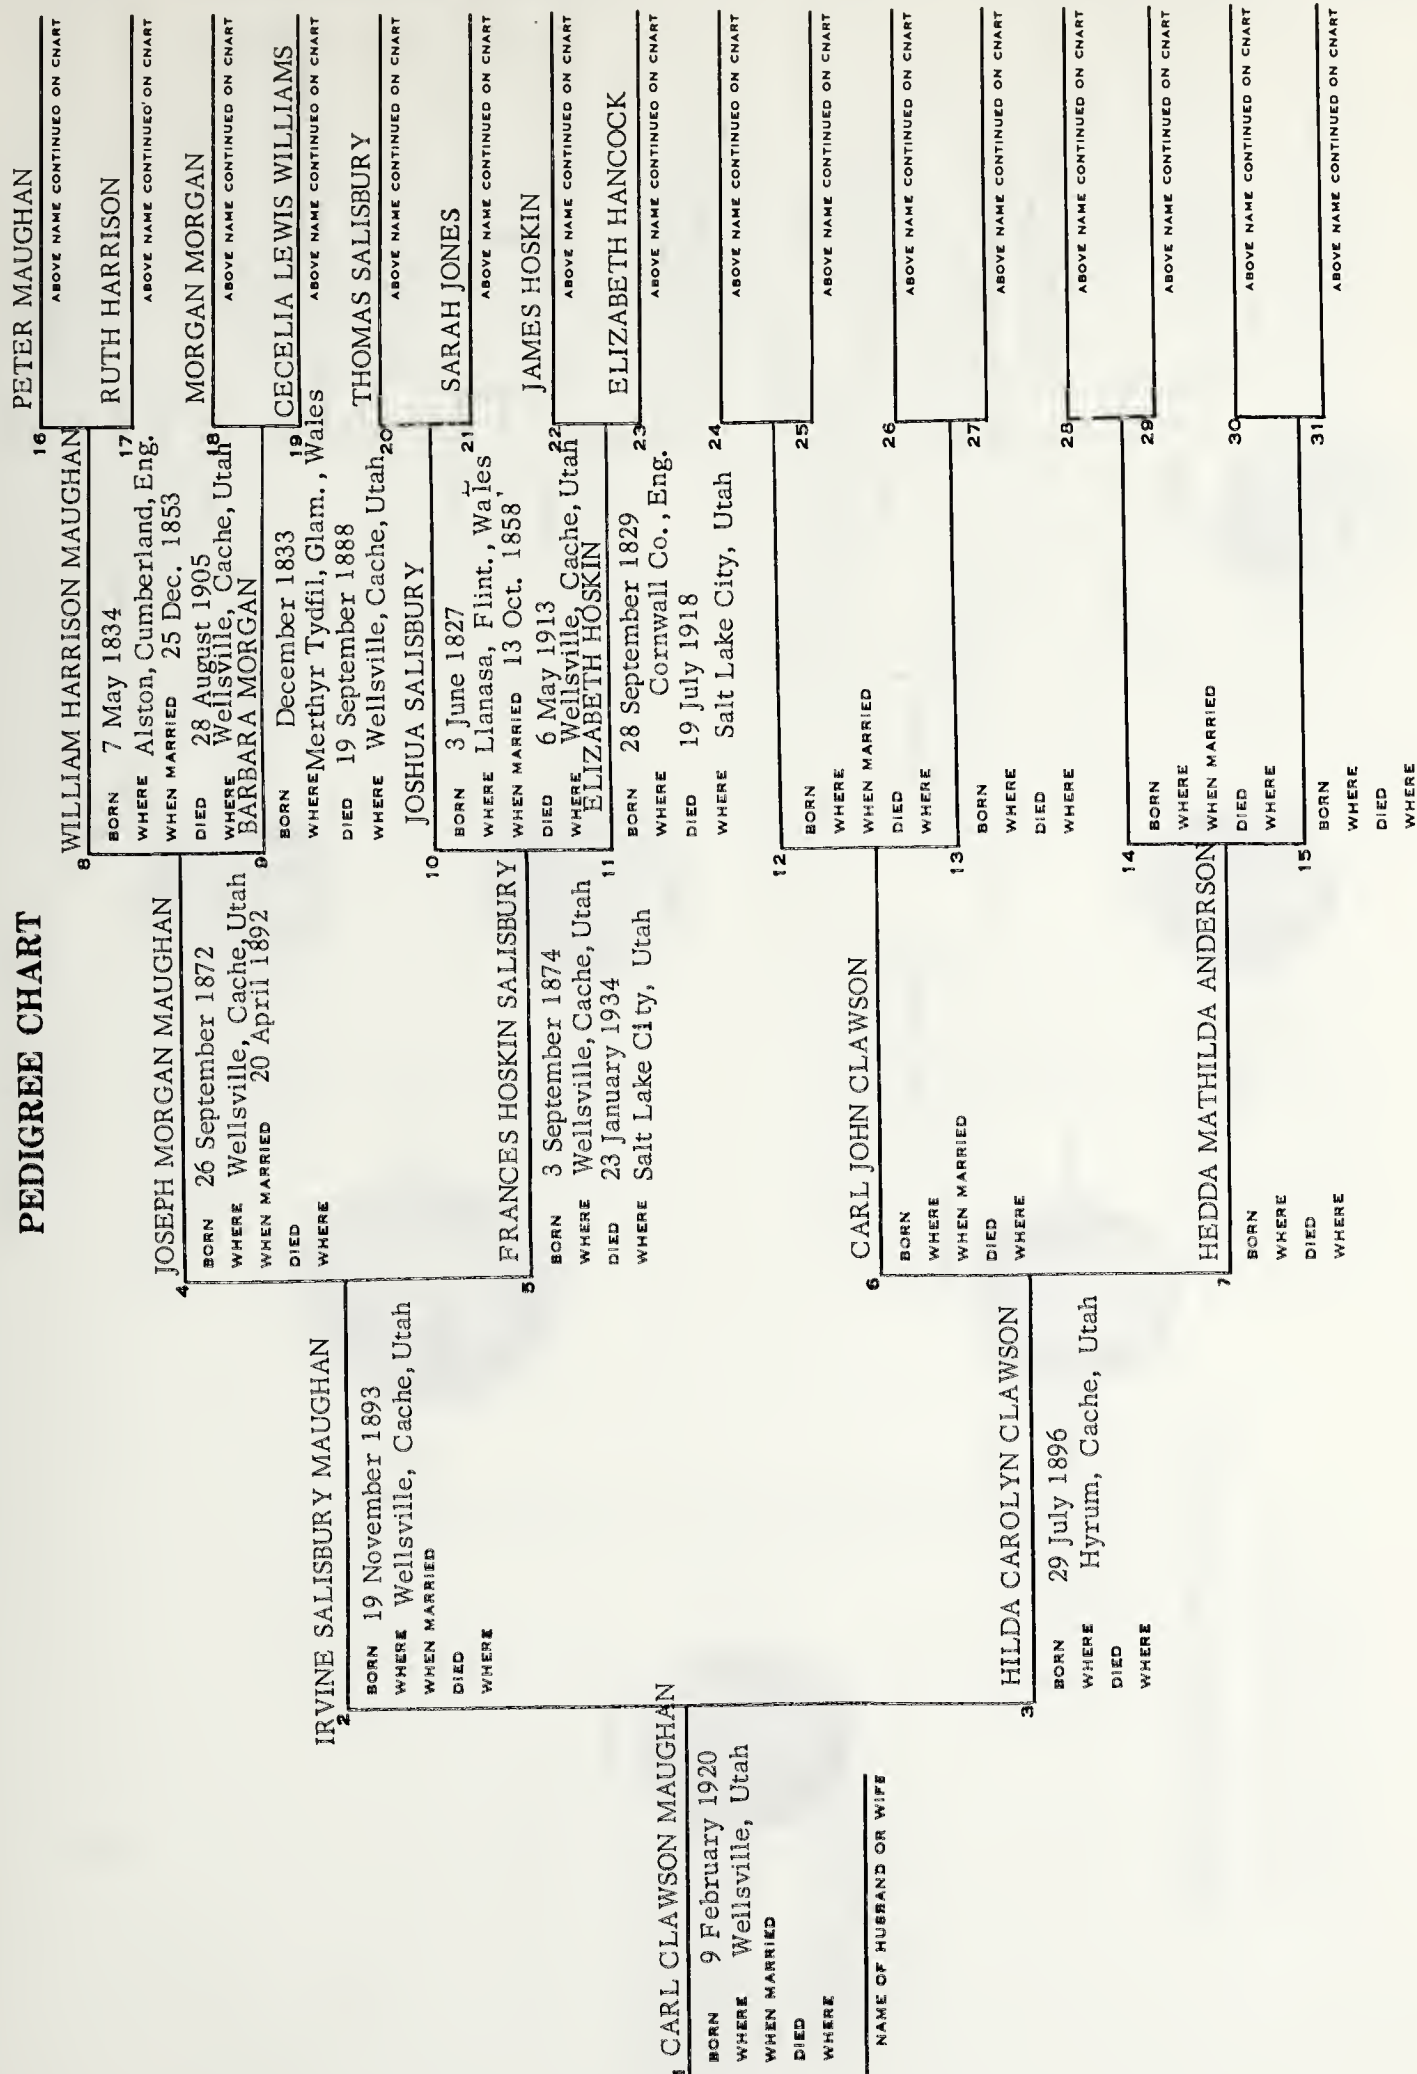 PEDIGREE CHART
CARL CLAWSON MAUGHAN
BORN 9 February 1920
WHERE Wellsville, Utah
WHEN MARRIED
DIED
WHERE
NAME OF HUSBAND OR WIFE
2
IRVINE SALISBURY MAUGHAN
BORN 19 November 1893
WHERE Wellsville, Cache, Utah
WHEN MARRIED
DIED
WHERE
3
HILDA CAROLYN CLAWSON
BORN 29 July 1896
WHERE Hyrum, Cache, Utah
DIED
WHERE
4
JOSEPH MORGAN MAUGHAN
BORN 26 September 1872
WHERE Wellsville, Cache, Utah
WHEN MARRIED 20 April 1892
DIED
WHERE
5
FRANCES HOSKIN SALISBURY
BORN 3 September 1874
WHERE Wellsville, Cache, Utah
DIED 23 January 1934
WHERE Salt Lake City, Utah
6
CARL JOHN CLAWSON
BORN
WHERE
WHEN MARRIED
DIED
WHERE
7
HEDDA MATHILDA ANDERSON
BORN
WHERE
DIED
WHERE
8
WILLIAM HARRISON MAUGHAN
BORN 7 May 1834
WHERE Alston, Cumberland, Eng.
WHEN MARRIED 25 Dec. 1853
DIED 28 August 1905
WHERE Wellsville, Cache, Utah
9
BARBARA MORGAN
BORN December 1833
WHERE Merthyr Tydfil, Glam., Wales
DIED 19 September 1888
WHERE Wellsville, Cache, Utah
10
JOSHUA SALISBURY
BORN 3 June 1827
WHERE Llanasa, Flint., Wales
WHEN MARRIED 13 Oct. 1858
DIED 6 May 1913
WHERE Wellsville, Cache, Utah
11
ELIZABETH HOSKIN
BORN 28 September 1829
WHERE Cornwall Co., Eng.
DIED 19 July 1918
WHERE Salt Lake City, Utah
12
BORN
WHERE
WHEN MARRIED
DIED
WHERE
13
BORN
WHERE
DIED
WHERE
14
BORN
WHERE
WHEN MARRIED
DIED
WHERE
15
BORN
WHERE
DIED
WHERE
16
PETER MAUGHAN
ABOVE NAME CONTINUED ON CHART
17
RUTH HARRISON
ABOVE NAME CONTINUED ON CHART
18
MORGAN MORGAN
ABOVE NAME CONTINUED ON CHART
19
CECELIA LEWIS WILLIAMS
ABOVE NAME CONTINUED ON CHART
20
THOMAS SALISBURY
ABOVE NAME CONTINUED ON CHART
21
SARAH JONES
ABOVE NAME CONTINUED ON CHART
22
JAMES HOSKIN
ABOVE NAME CONTINUED ON CHART
23
ELIZABETH HANCOCK
ABOVE NAME CONTINUED ON CHART
24
ABOVE NAME CONTINUED ON CHART
25
ABOVE NAME CONTINUED ON CHART
26
ABOVE NAME CONTINUED ON CHART
27
ABOVE NAME CONTINUED ON CHART
28
ABOVE NAME CONTINUED ON CHART
29
ABOVE NAME CONTINUED ON CHART
30
ABOVE NAME CONTINUED ON CHART
31
ABOVE NAME CONTINUED ON CHART